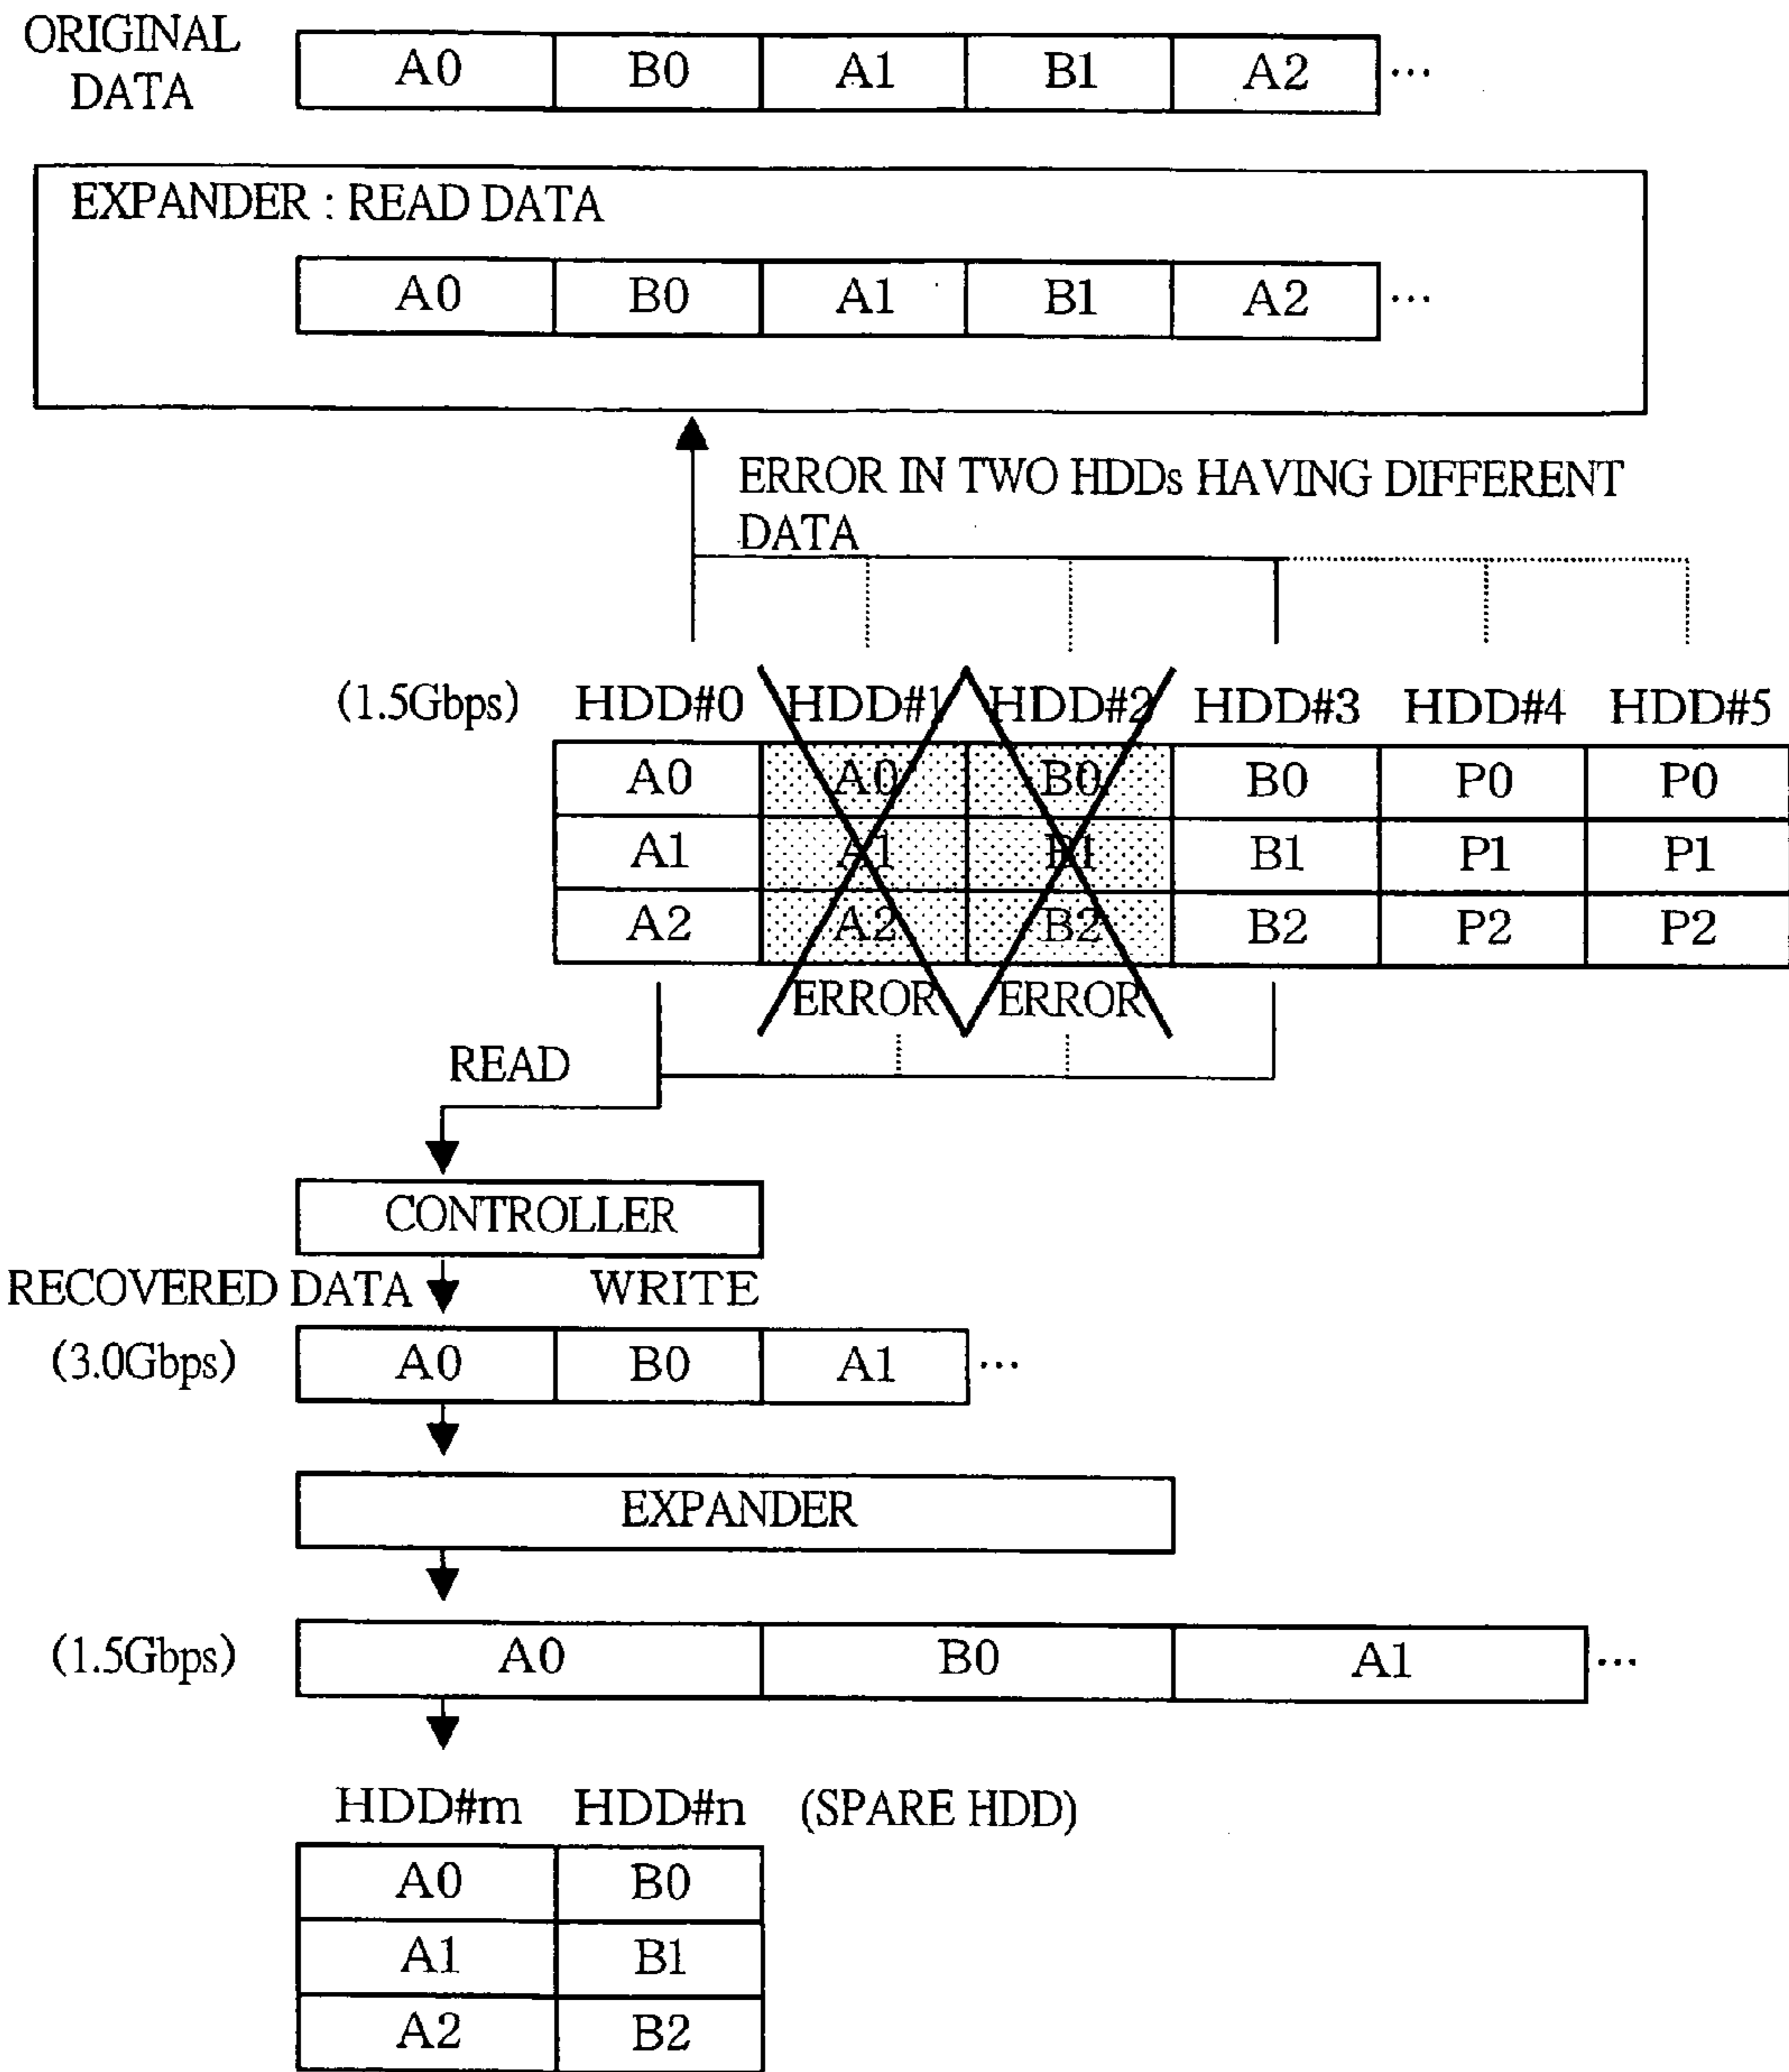 ORIGINAL
DATA
A0 B0 A1 B1 A2 ...
EXPANDER : READ DATA
A0 B0 A1 B1 A2 ...
ERROR IN TWO HDDs HAVING DIFFERENT
DATA
(1.5Gbps) HDD#0 HDD#1 HDD#2 HDD#3 HDD#4 HDD#5
A0 A0 B0 B0 P0 P0
A1 A1 B1 B1 P1 P1
A2 A2 B2 B2 P2 P2
ERROR ERROR
READ
CONTROLLER
RECOVERED DATA WRITE
(3.0Gbps) A0 B0 A1 ...
EXPANDER
(1.5Gbps) A0 B0 A1 ...
HDD#m HDD#n (SPARE HDD)
A0 B0
A1 B1
A2 B2